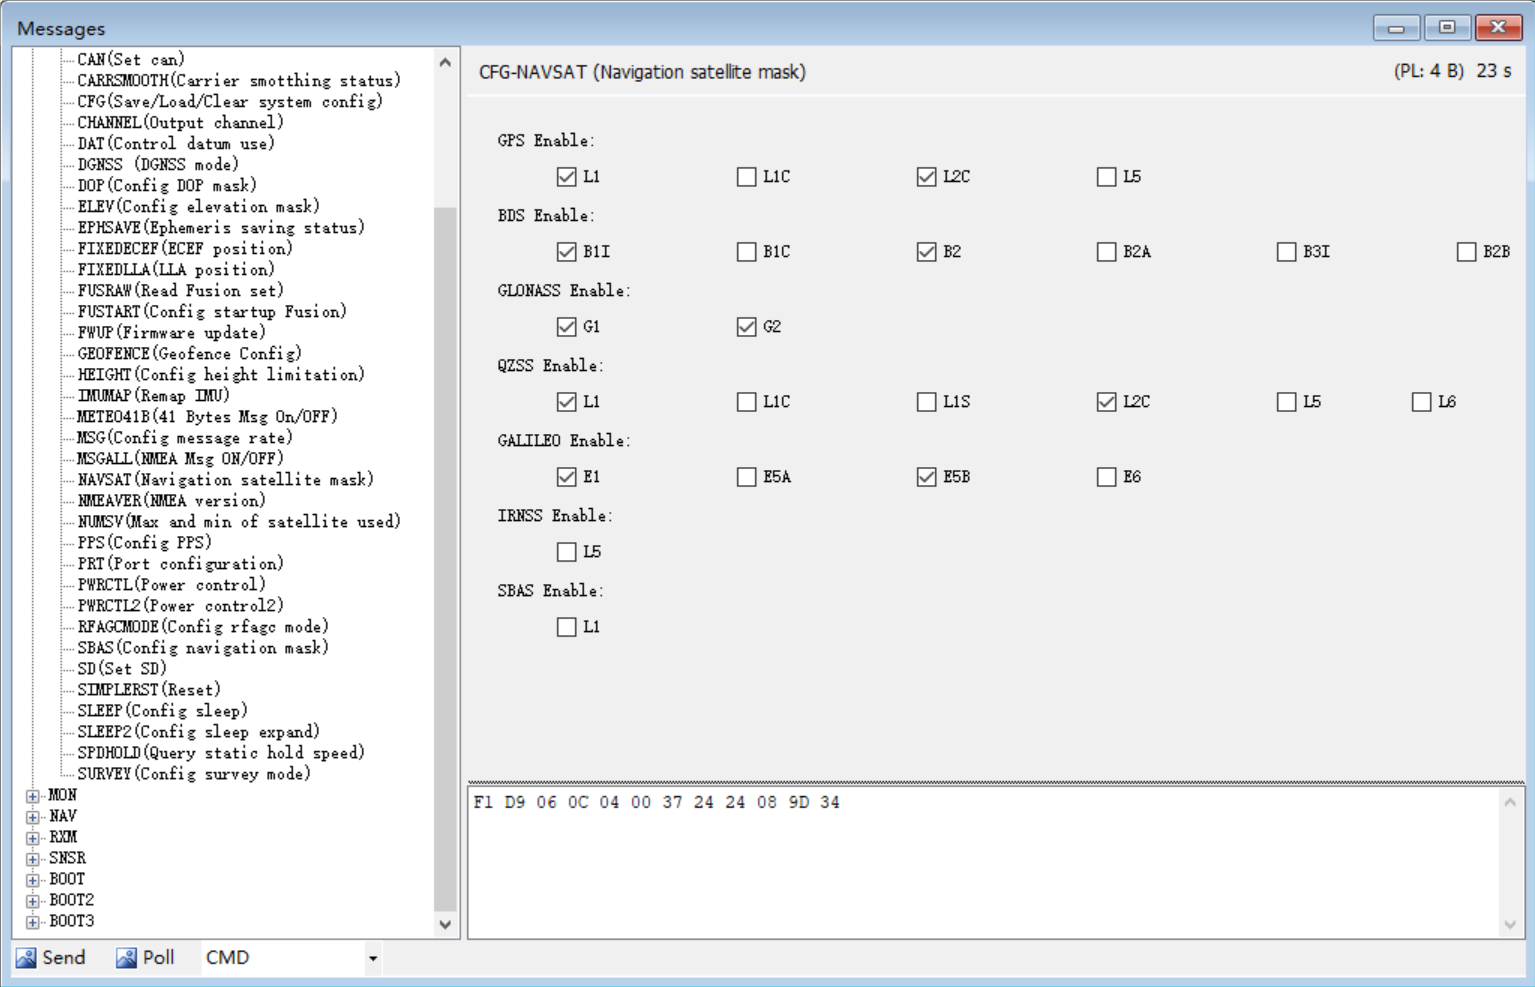 Messages
CAN(Set can)
CARRSMOOTH(Carrier smotthing status)
CFG(Save/Load/Clear system config)
CHANNEL(Output channel)
DAT(Control datum use)
DGNSS (DGNSS mode)
DOP(Config DOP mask)
ELEV(Config elevation mask)
EPHSAVE(Ephemeris saving status)
FIXEDECEF(ECEF position)
FIXEDLLA(LLA position)
FUSRAW(Read Fusion set)
FUSTART(Config startup Fusion)
FWUP(Firmware update)
GEOFENCE(Geofence Config)
HEIGHT(Config height limitation)
IMUMAP(Remap IMU)
METEO41B(41 Bytes Msg On/OFF)
MSG(Config message rate)
MSGALL(NMEA Msg ON/OFF)
NAVSAT(Navigation satellite mask)
NMEAVER(NMEA version)
NUMSV(Max and min of satellite used)
PPS(Config PPS)
PRT(Port configuration)
PWRCTL(Power control)
PWRCTL2(Power control2)
RFAGCMODE(Config rfagc mode)
SBAS(Config navigation mask)
SD(Set SD)
SIMPLERST(Reset)
SLEEP(Config sleep)
SLEEP2(Config sleep expand)
SPDHOLD(Query static hold speed)
SURVEY(Config survey mode)
MON
NAV
RXM
SNSR
BOOT
BOOT2
BOOT3
Send Poll CMD
CFG-NAVSAT (Navigation satellite mask) (PL: 4 B) 23 s
GPS Enable:
L1 L1C L2C L5
BDS Enable:
B1I B1C B2 B2A B3I B2B
GLONASS Enable:
G1 G2
QZSS Enable:
L1 L1C L1S L2C L5 L6
GALILEO Enable:
E1 E5A E5B E6
IRNSS Enable:
L5
SBAS Enable:
L1
F1 D9 06 0C 04 00 37 24 24 08 9D 34